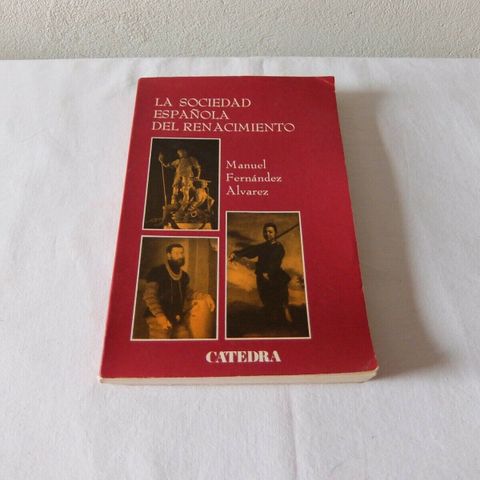 LA SOCIEDAD
ESPAÑOLA
DEL RENACIMIENTO
Manuel
Fernández
Alvarez
CATEDRA